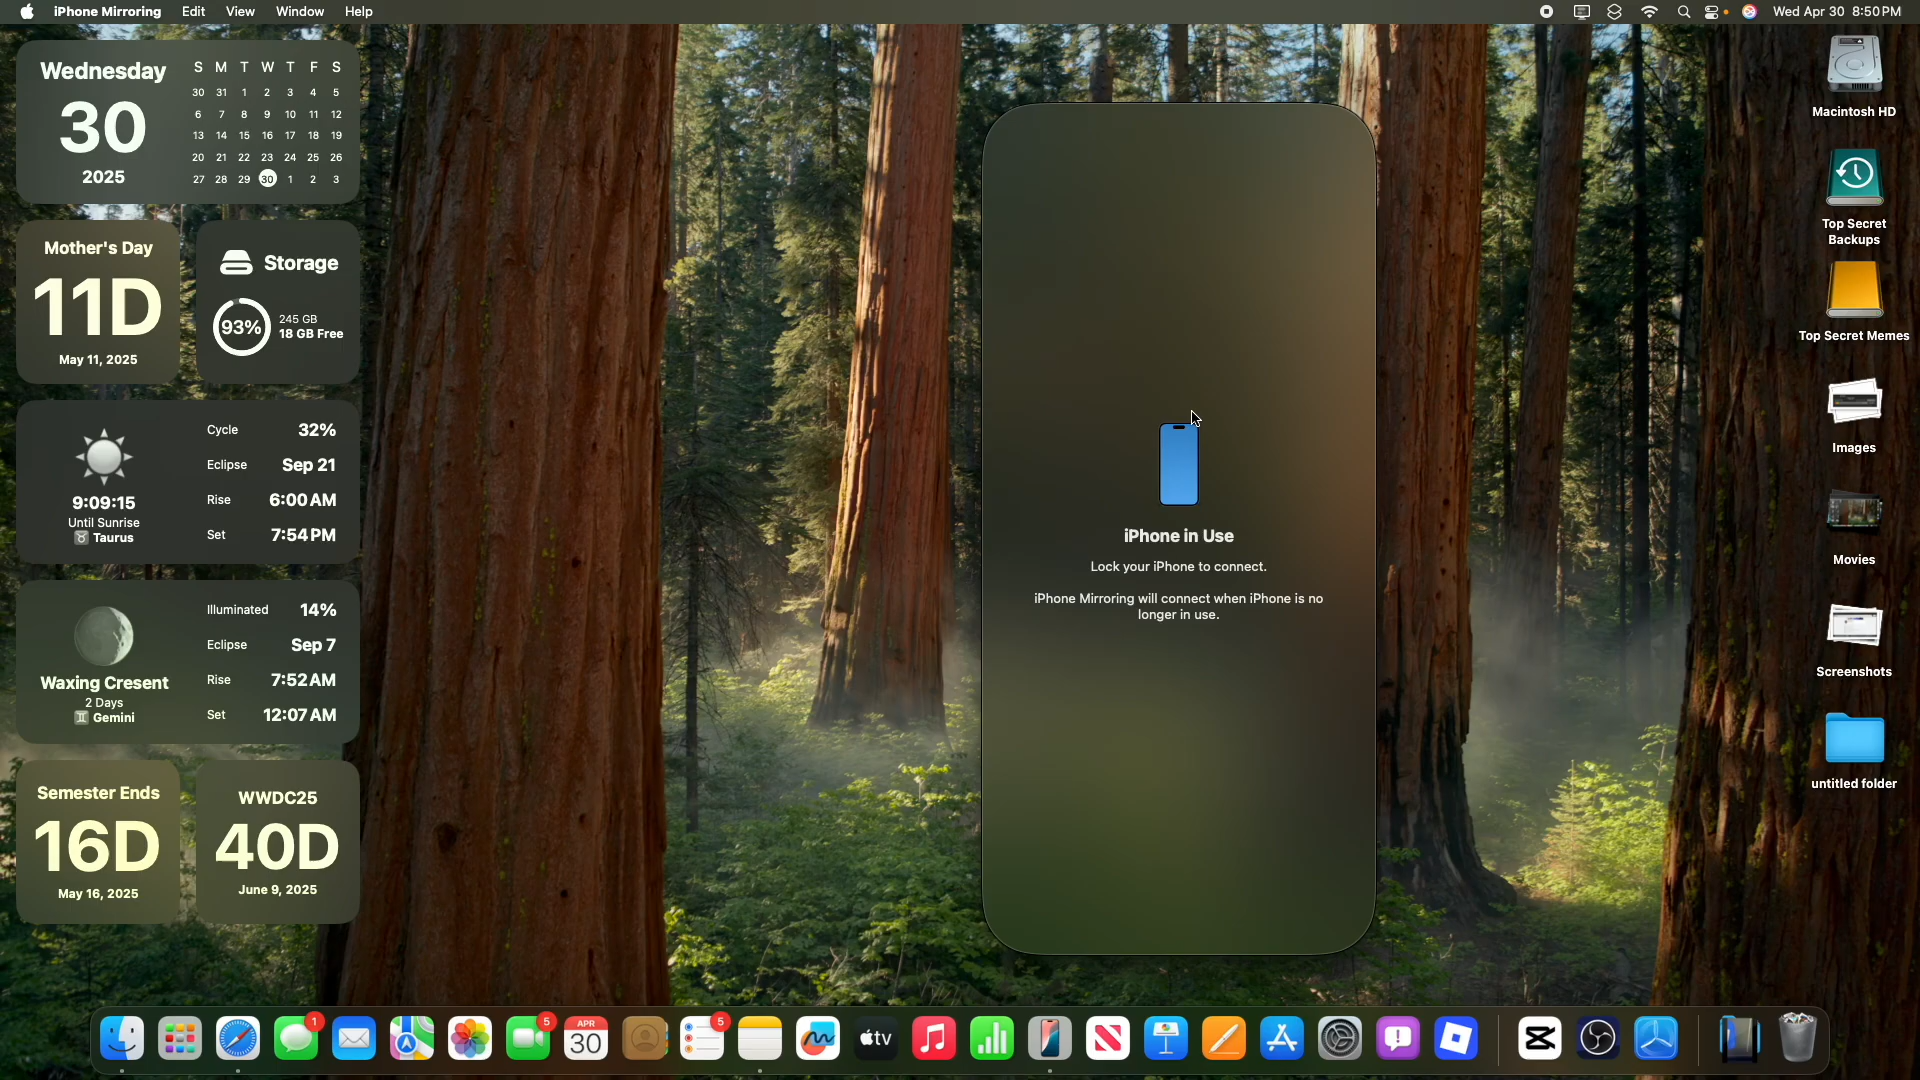 iPhone Mirroring Edit View Window Help
Wed Apr 30 8:50 PM
Wednesday
30
2025
S M T W T F S
30 31 1 2 3 4 5
6 7 8 9 10 11 12
13 14 15 16 17 18 19
20 21 22 23 24 25 26
27 28 29 30 1 2 3
Mother's Day
11D
May 11, 2025
Storage
93%
245 GB
18 GB Free
9:09:15
Until Sunrise
Taurus
Cycle 32%
Eclipse Sep 21
Rise 6:00 AM
Set 7:54 PM
Waxing Cresent
2 Days
Gemini
Illuminated 14%
Eclipse Sep 7
Rise 7:52 AM
Set 12:07 AM
Semester Ends
16D
May 16, 2025
WWDC25
40D
June 9, 2025
iPhone in Use
Lock your iPhone to connect.
iPhone Mirroring will connect when iPhone is no
longer in use.
Macintosh HD
Top Secret
Backups
Top Secret Memes
Images
Movies
Screenshots
untitled folder
1
5
APR
30
5
tv